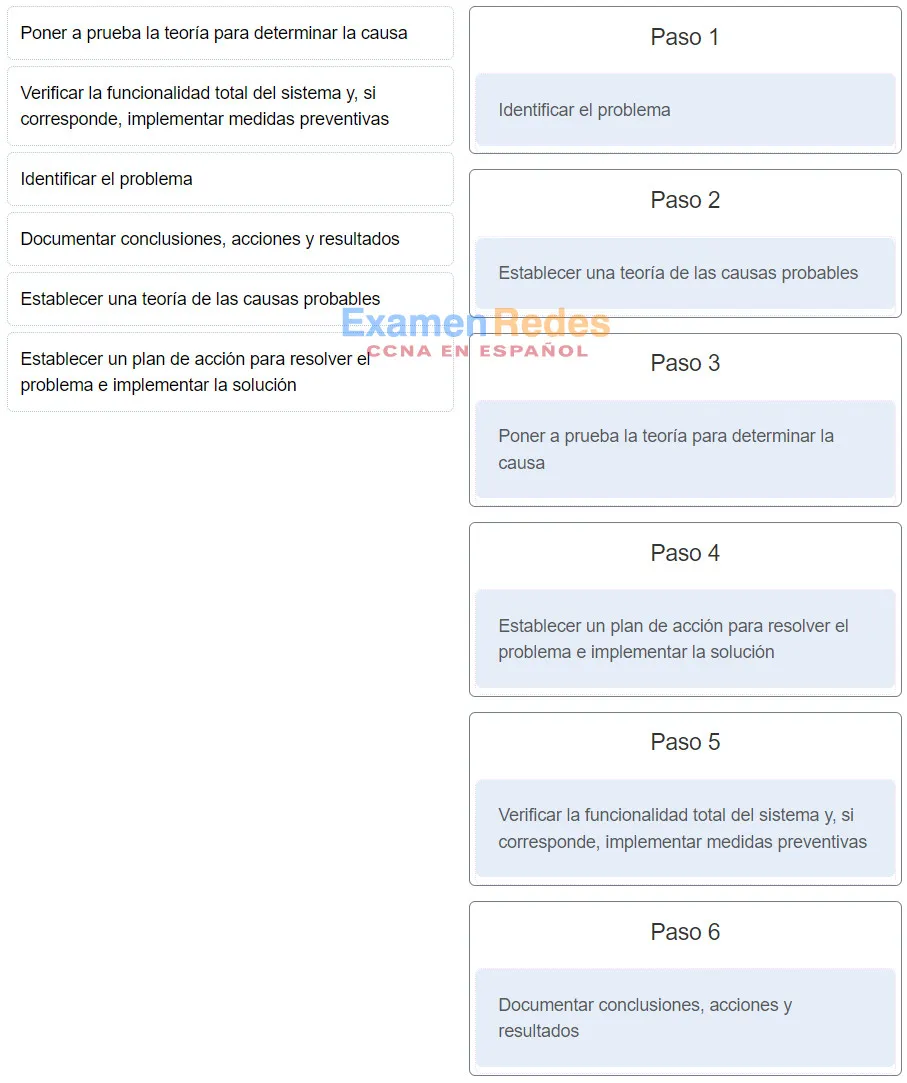 Poner a prueba la teoría para determinar la causa
Verificar la funcionalidad total del sistema y, si
corresponde, implementar medidas preventivas
Identificar el problema
Documentar conclusiones, acciones y resultados
Establecer una teoría de las causas probables
Establecer un plan de acción para resolver el
problema e implementar la solución
ExamenRedes
CCNA EN ESPAÑOL
Paso 1
Identificar el problema
Paso 2
Establecer una teoría de las causas probables
Paso 3
Poner a prueba la teoría para determinar la
causa
Paso 4
Establecer un plan de acción para resolver el
problema e implementar la solución
Paso 5
Verificar la funcionalidad total del sistema y, si
corresponde, implementar medidas preventivas
Paso 6
Documentar conclusiones, acciones y
resultados